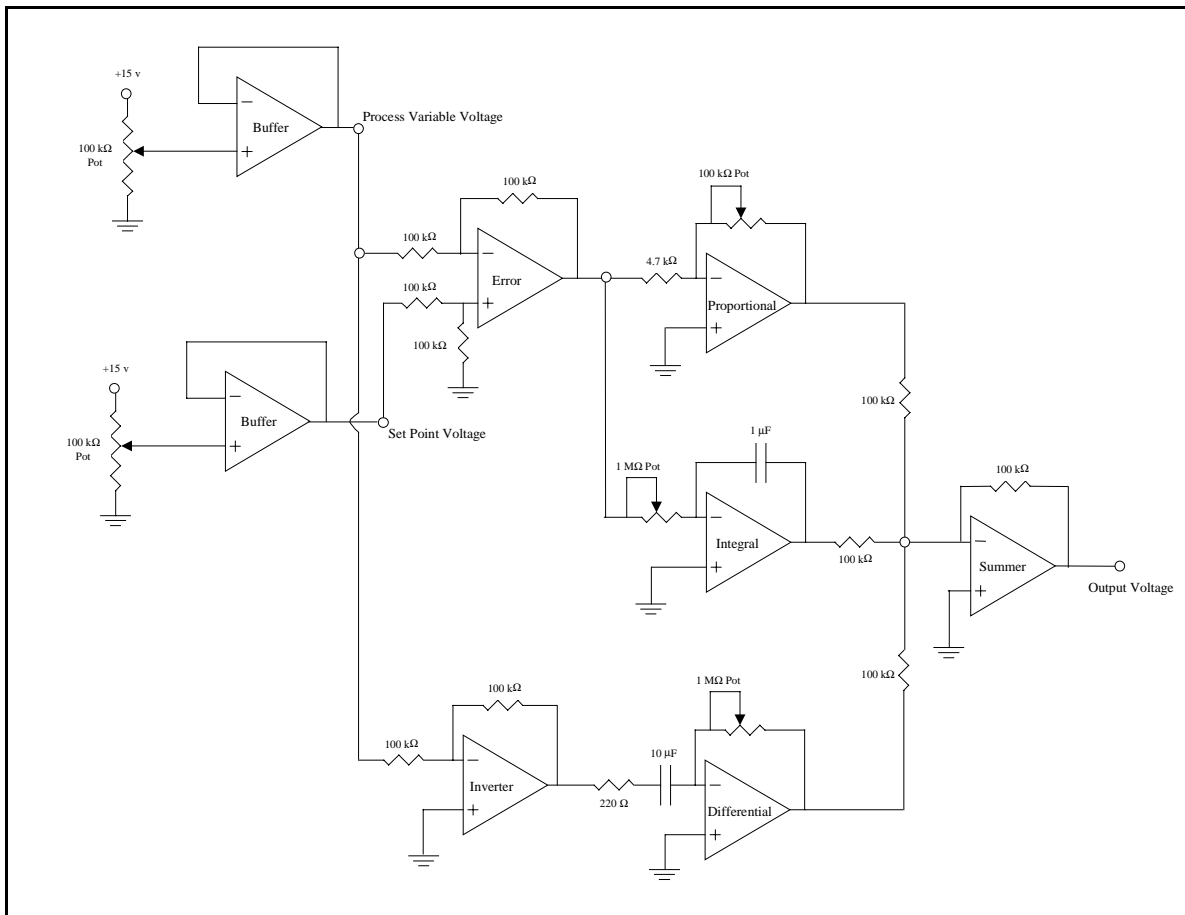 +15 v
Buffer
Process Variable Voltage
100 kΩ
Pot
100 kΩ
100 kΩ Pot
100 kΩ
4.7 kΩ
Error
100 kΩ
Proportional
100 kΩ
+15 v
100 kΩ
Buffer
Set Point Voltage
100 kΩ
Pot
1 µF
1 MΩ Pot
100 kΩ
Integral
100 kΩ
Summer
Output Voltage
100 kΩ
1 MΩ Pot
100 kΩ
100 kΩ
10 µF
Inverter
220 Ω
Differential